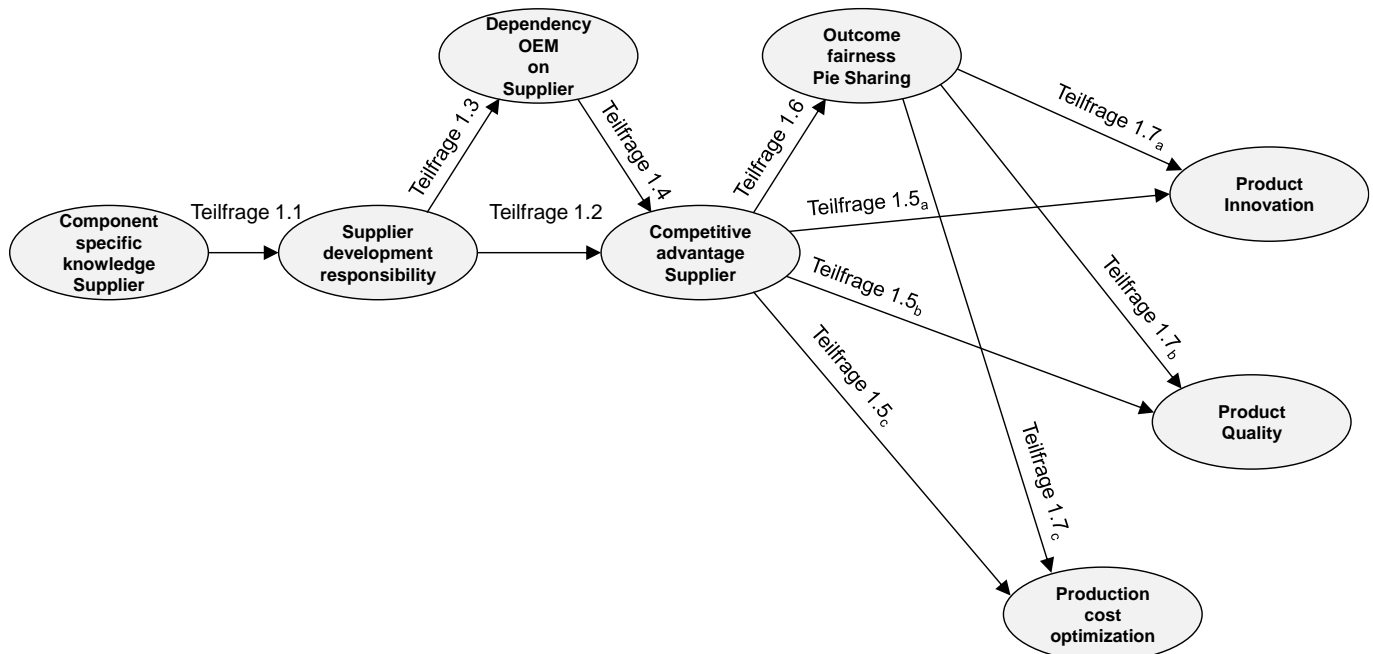 Dependency
OEM
on
Supplier
Outcome
fairness
Pie Sharing
Teilfrage 1.3
Teilfrage 1.4
Teilfrage 1.6
Teilfrage 1.7a
Product
Innovation
Component
specific
knowledge
Supplier
Teilfrage 1.1
Supplier
development
responsibility
Teilfrage 1.2
Competitive
advantage
Supplier
Teilfrage 1.5a
Teilfrage 1.5b
Teilfrage 1.7b
Teilfrage 1.5c
Product
Quality
Teilfrage 1.7c
Production
cost
optimization